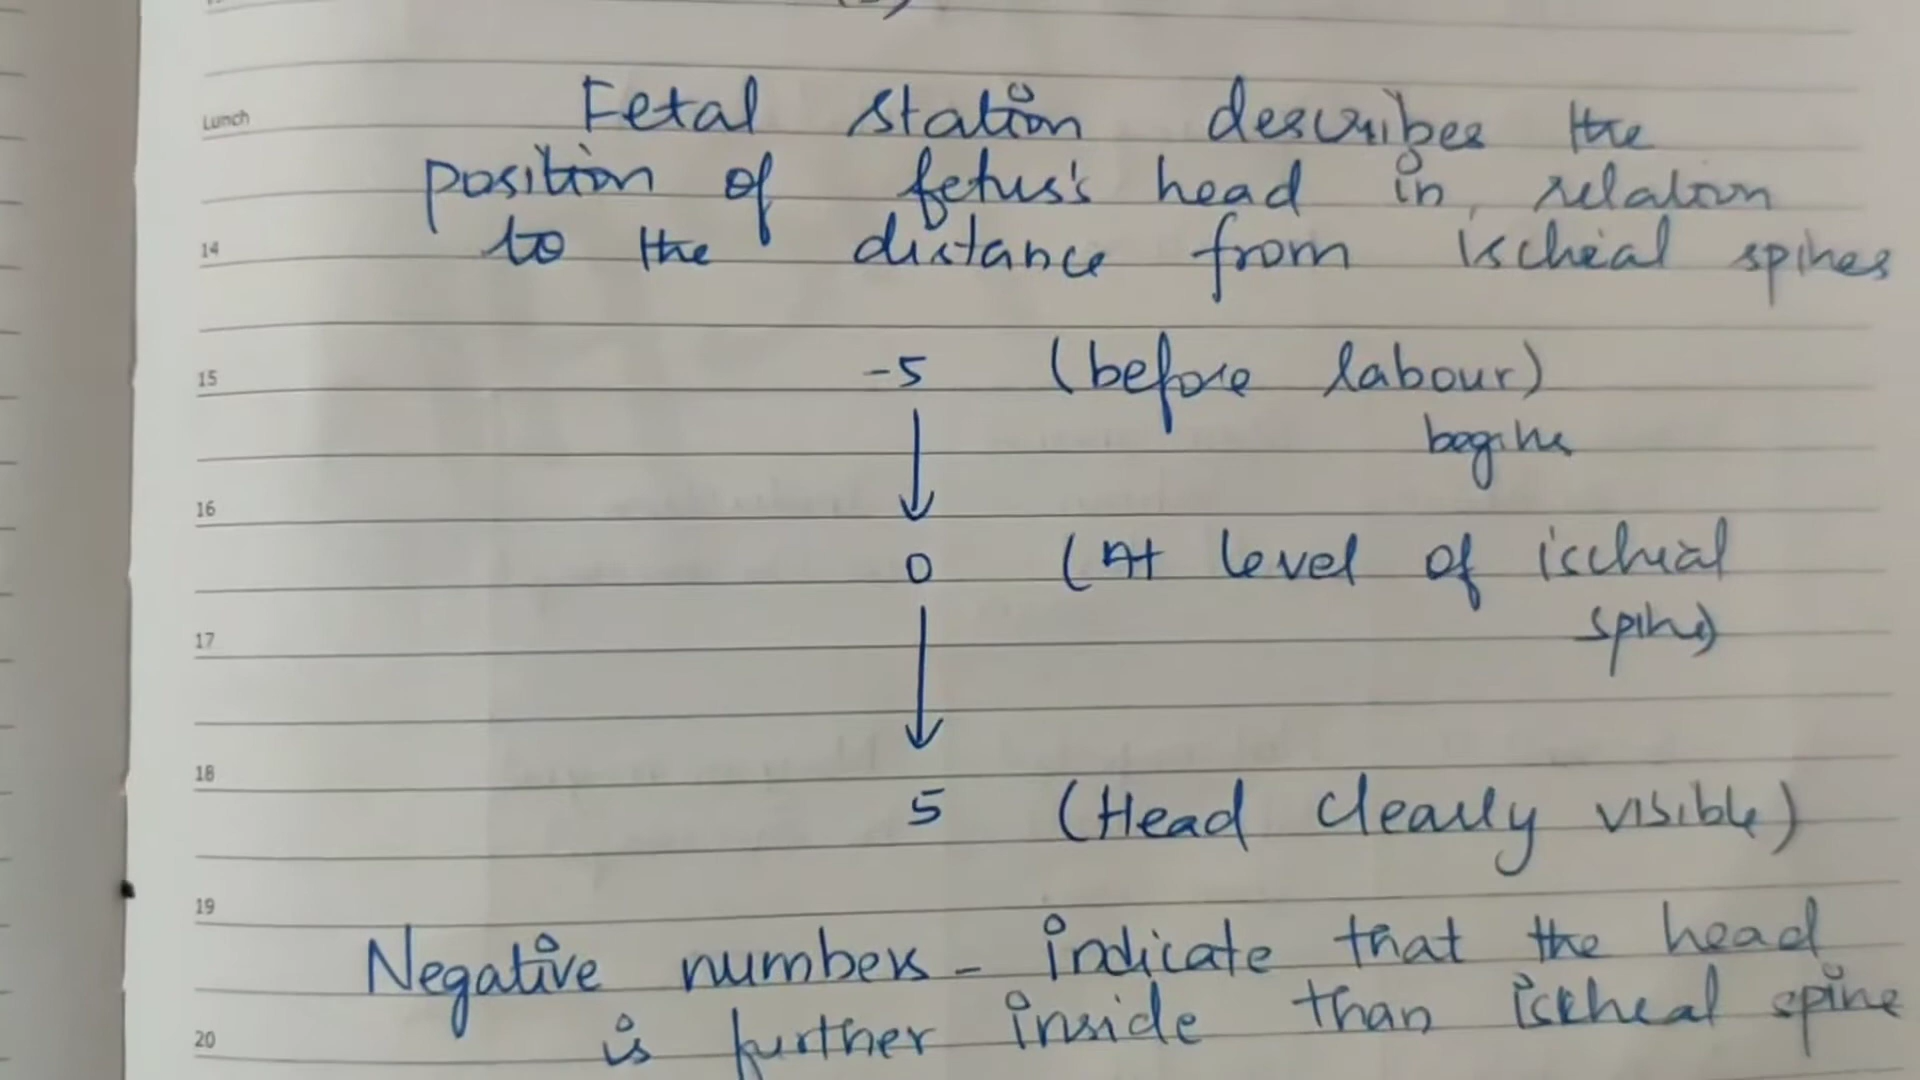 Lunch
Fetal station describes the
position of fetus's head in relation
14
to the distance from ischeal spines
15
-5 (before labour)
begins
16
0 (At level of ischial
spine)
17
18
5 (Head clearly visible)
19
Negative numbers - indicate that the head
20
is further inside than ischeal spine